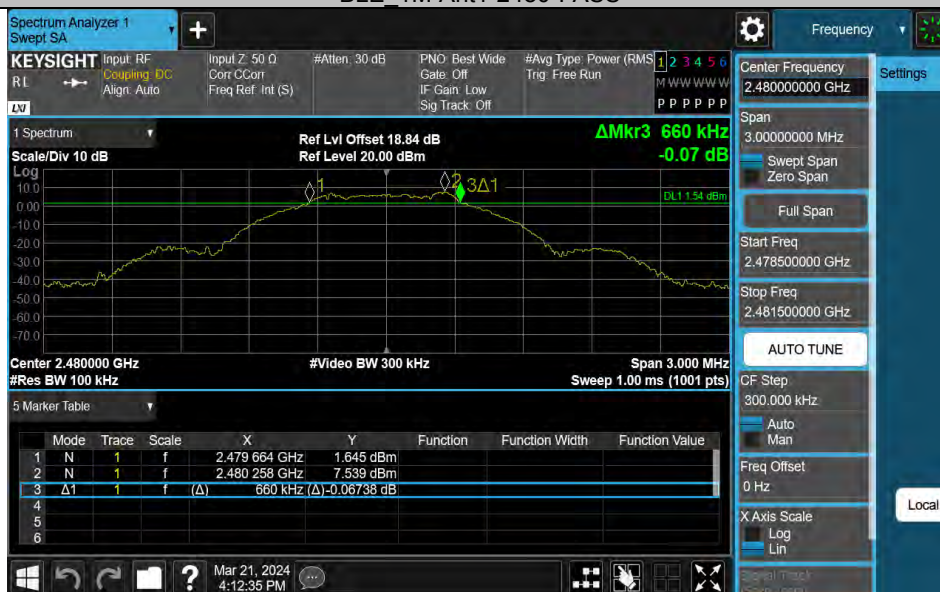 Spectrum Analyzer 1
Swept SA
Frequency
KEYSIGHT
Input: RF
Input Z: 50 Ω
#Atten: 30 dB
PNO: Best Wide
#Avg Type: Power (RMS
1 2 3 4 5 6
RL
Coupling: DC
Corr CCorr
Gate: Off
Trig: Free Run
M W W W W W
Align: Auto
Freq Ref: Int (S)
IF Gain: Low
Sig Track: Off
P P P P P P
LXI
1 Spectrum
Ref Lvl Offset 18.84 dB
ΔMkr3 660 kHz
Scale/Div 10 dB
Ref Level 20.00 dBm
-0.07 dB
Log
10.0
0.00
-10.0
-20.0
-30.0
-40.0
-50.0
-60.0
-70.0
1
2
3Δ1
DL1 1.54 dBm
Center 2.480000 GHz
#Video BW 300 kHz
Span 3.000 MHz
#Res BW 100 kHz
Sweep 1.00 ms (1001 pts)
5 Marker Table
Mode Trace Scale X Y Function Function Width Function Value
1 N 1 f 2.479 664 GHz 1.645 dBm
2 N 1 f 2.480 258 GHz 7.539 dBm
3 Δ1 1 f (Δ) 660 kHz (Δ) -0.06738 dB
4
5
6
Mar 21, 2024
4:12:35 PM
Center Frequency
2.480000000 GHz
Settings
Span
3.00000000 MHz
Swept Span
Zero Span
Full Span
Start Freq
2.478500000 GHz
Stop Freq
2.481500000 GHz
AUTO TUNE
CF Step
300.000 kHz
Auto
Man
Freq Offset
0 Hz
X Axis Scale
Log
Lin
Local